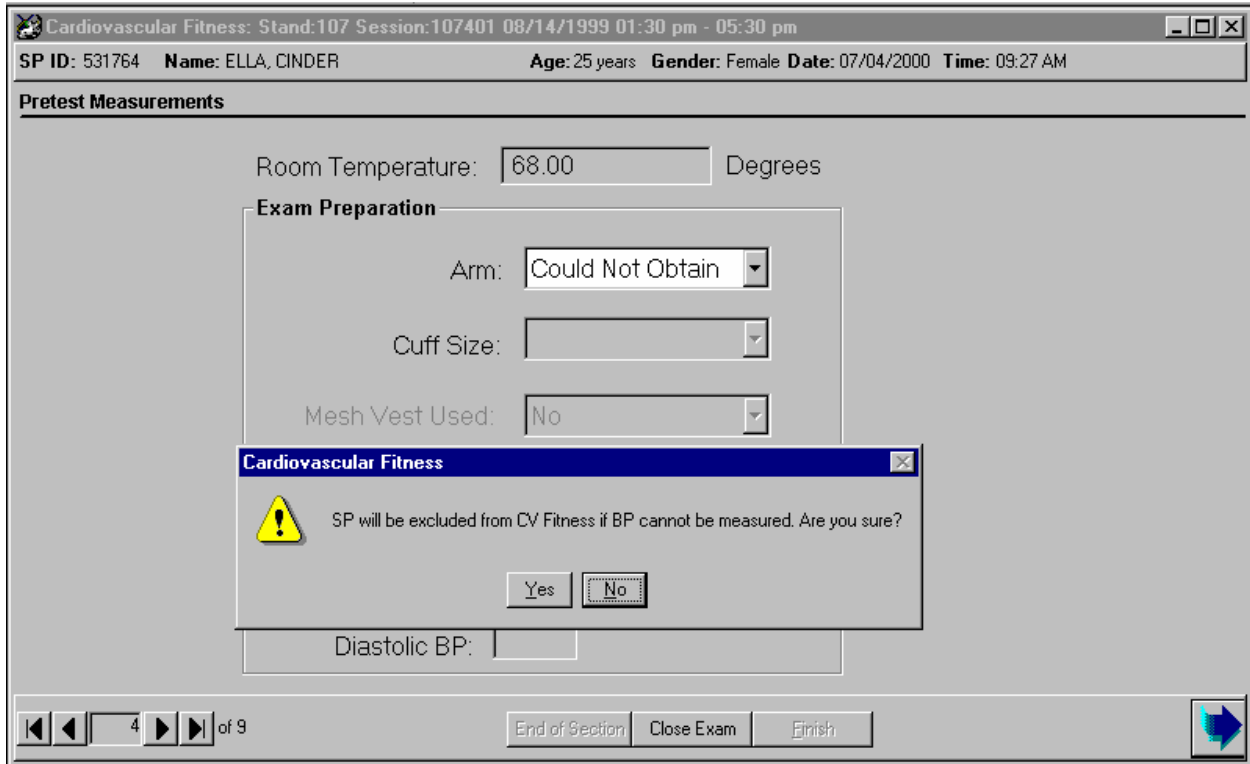 Cardiovascular Fitness: Stand:107 Session:107401 08/14/1999 01:30 pm - 05:30 pm
SP ID: 531764 Name: ELLA, CINDER Age: 25 years Gender: Female Date: 07/04/2000 Time: 09:27 AM
Pretest Measurements
Room Temperature: 68.00 Degrees
Exam Preparation
Arm: Could Not Obtain
Cuff Size:
Mesh Vest Used: No
Cardiovascular Fitness
SP will be excluded from CV Fitness if BP cannot be measured. Are you sure?
Yes No
Diastolic BP:
4 of 9 End of Section Close Exam Finish